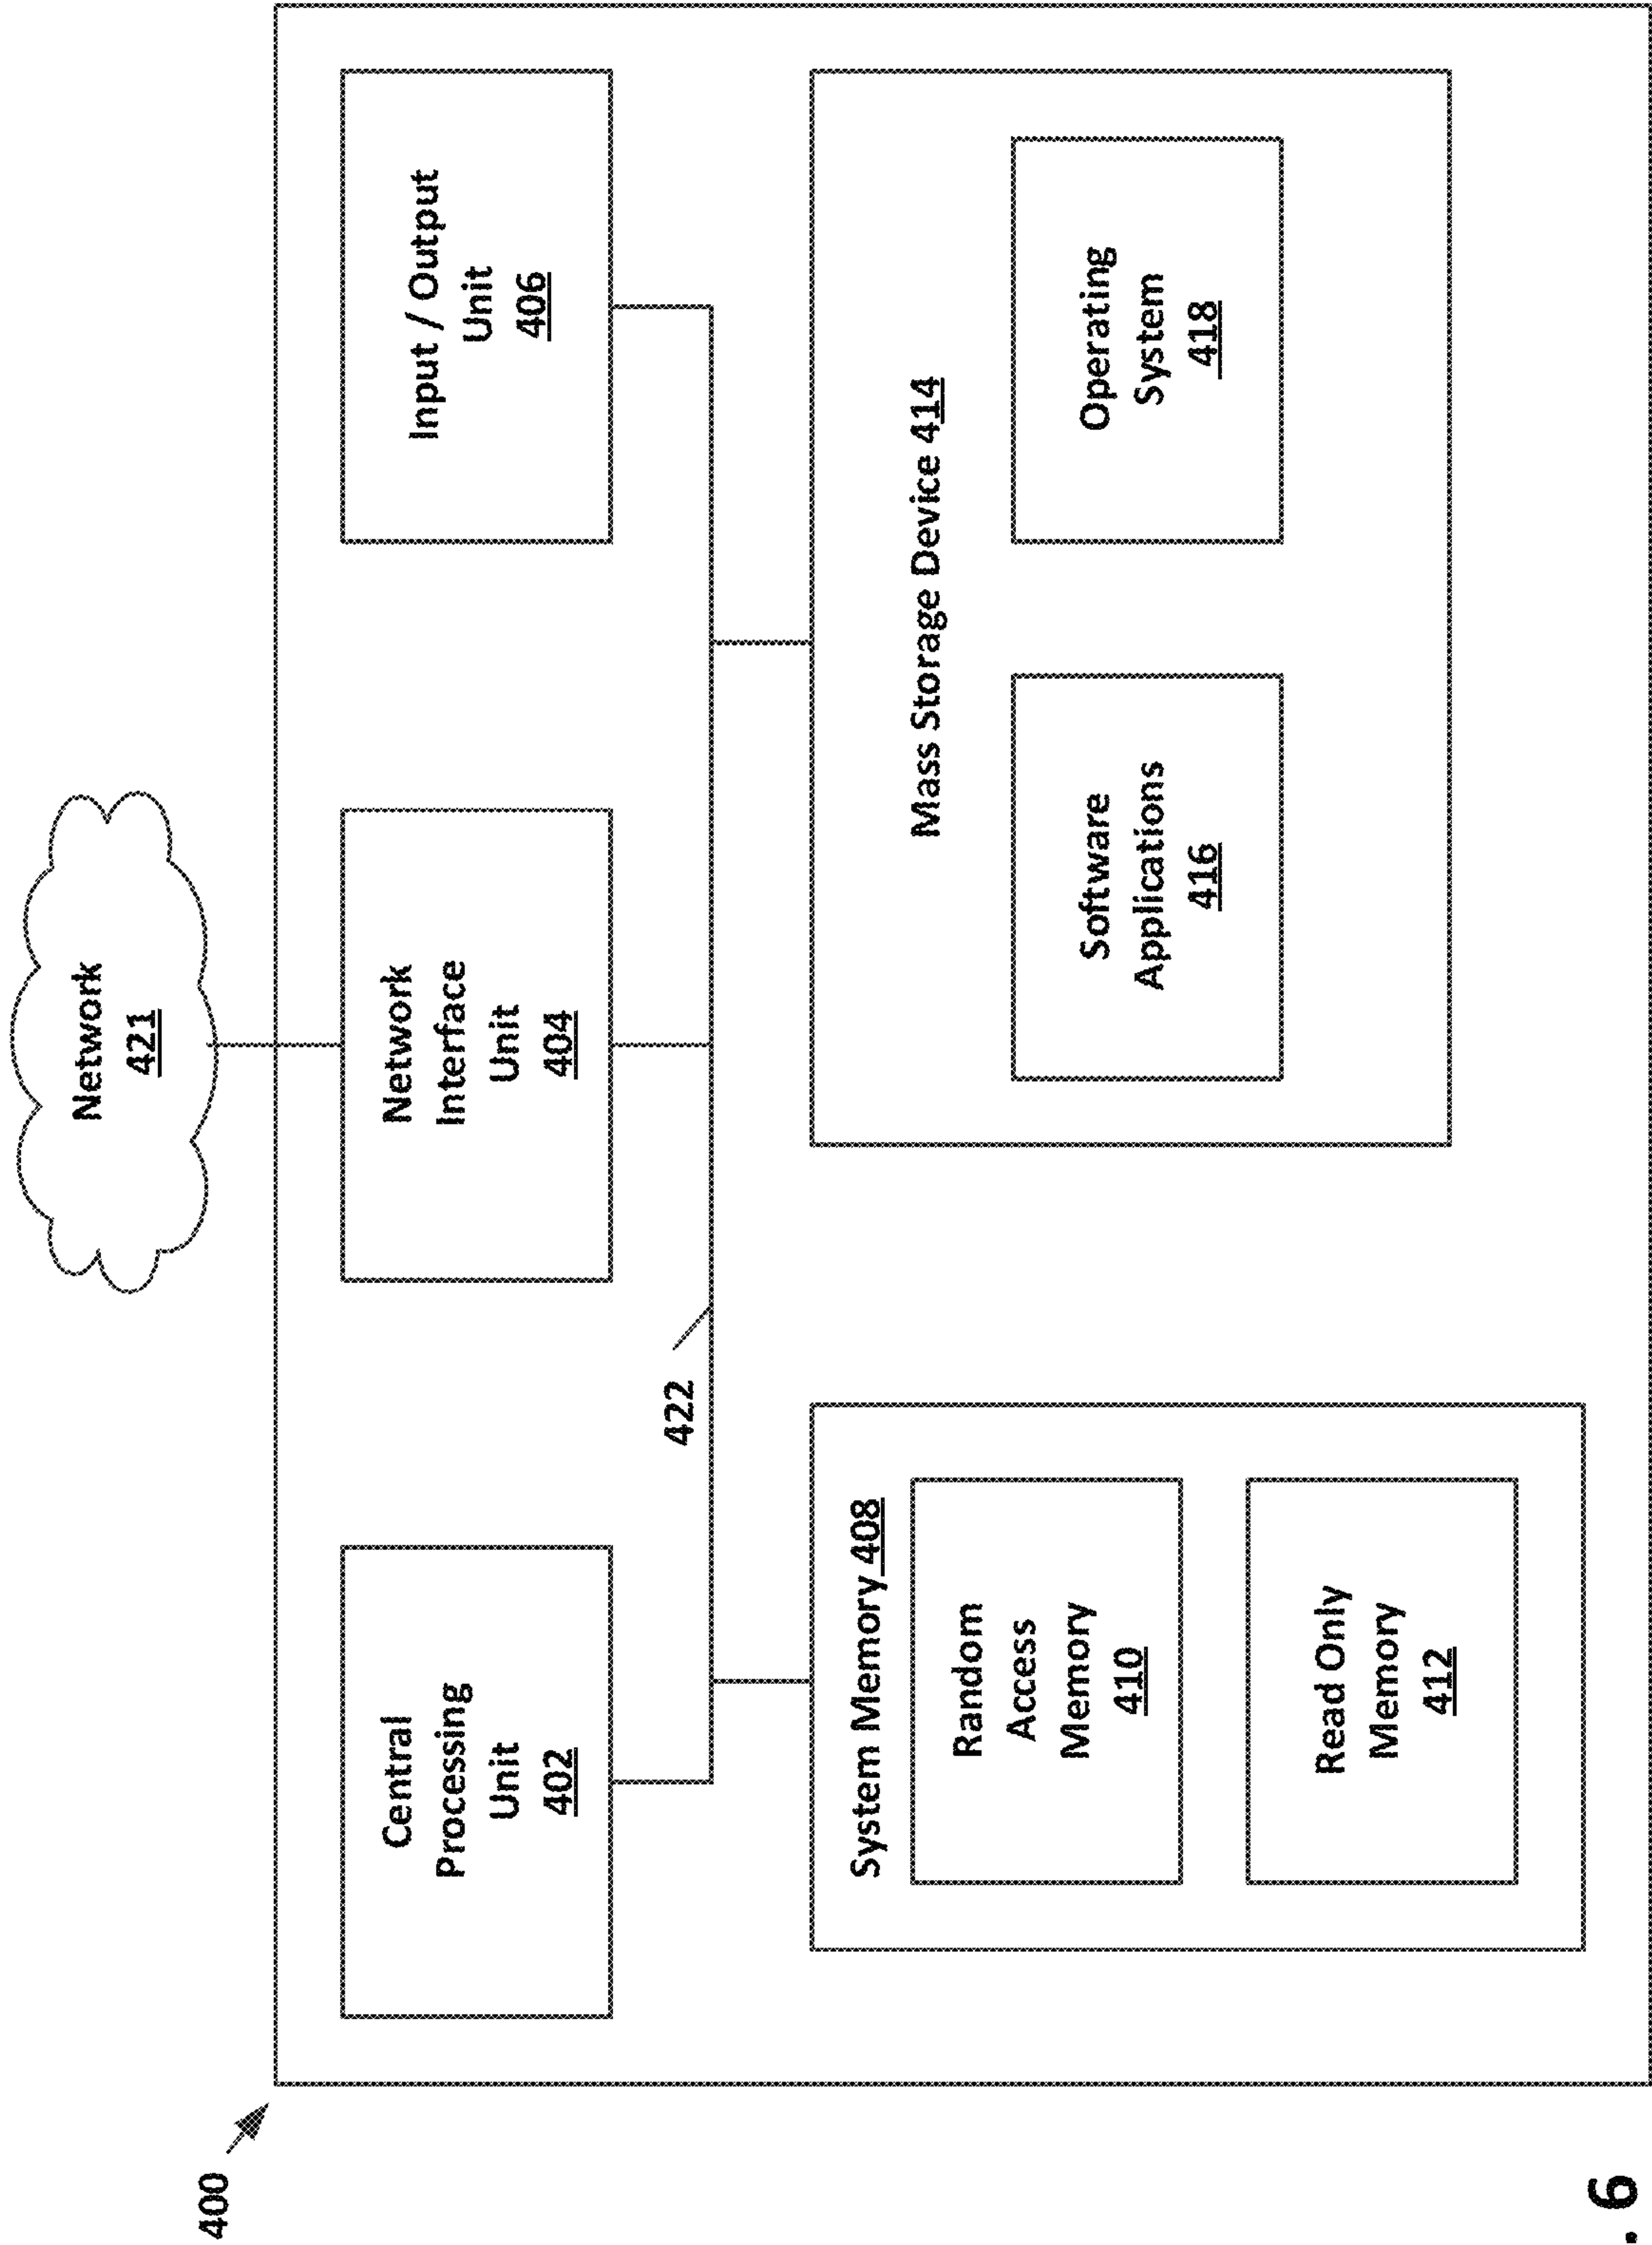 400
Network
421
Central
Processing
Unit
402
Network
Interface
Unit
404
Input / Output
Unit
406
422
System Memory 408
Random
Access
Memory
410
Read Only
Memory
412
Mass Storage Device 414
Software
Applications
416
Operating
System
418
. 6